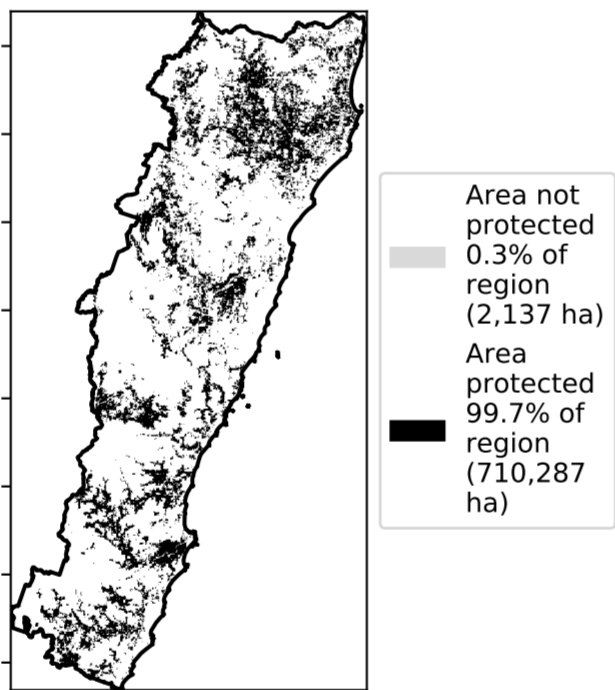 Area not
protected
0.3% of
region
(2,137 ha)
Area
protected
99.7% of
region
(710,287
ha)